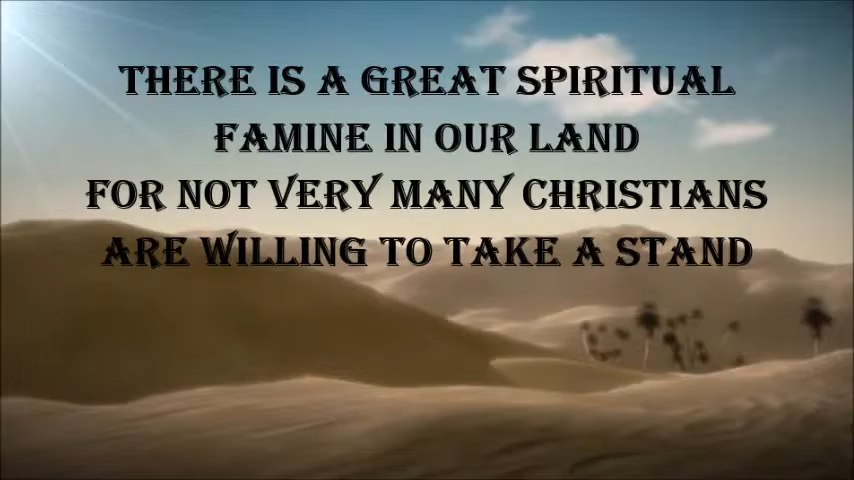 THERE IS A GREAT SPIRITUAL
FAMINE IN OUR LAND
FOR NOT VERY MANY CHRISTIANS
ARE WILLING TO TAKE A STAND